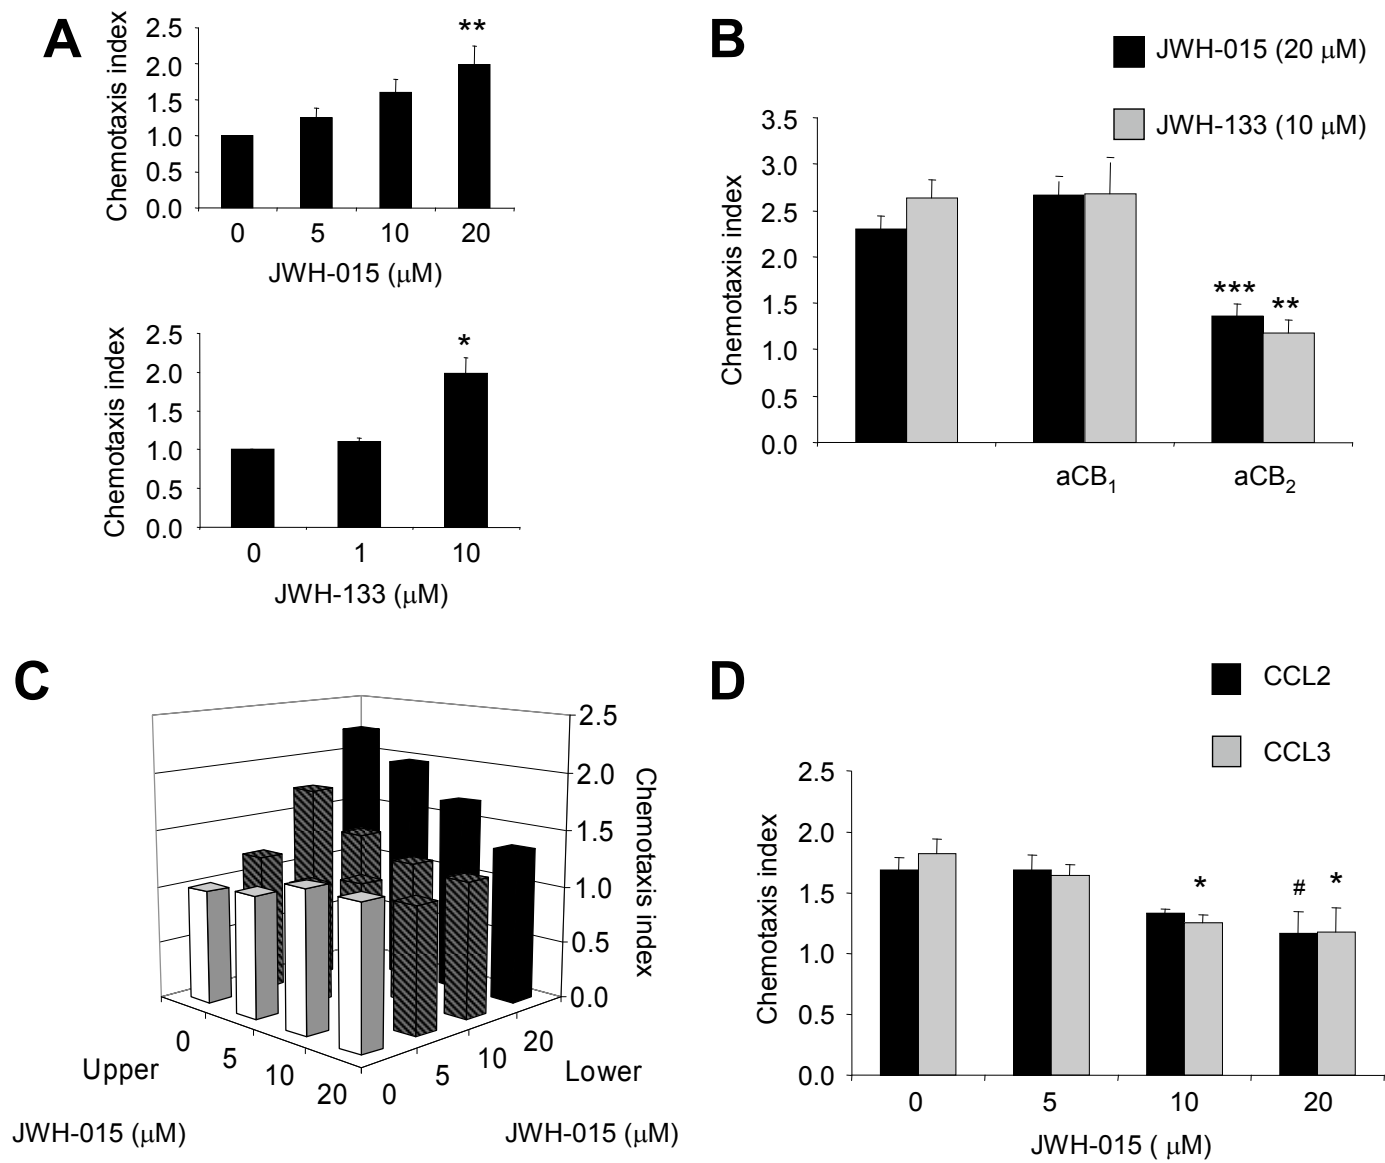 A
Chemotaxis index
2.5
2.0
1.5
1.0
0.5
0.0
**
0 5 10 20
JWH-015 (μM)
Chemotaxis index
2.5
2.0
1.5
1.0
0.5
0.0
*
0 1 10
JWH-133 (μM)
B
JWH-015 (20 μM)
JWH-133 (10 μM)
Chemotaxis index
3.5
3.0
2.5
2.0
1.5
1.0
0.5
0.0
*** **
aCB₁ aCB₂
C
2.5
2.0
1.5
1.0
0.5
0.0
Chemotaxis index
0 5 10 20
Upper
JWH-015 (μM)
0 5 10 20
Lower
JWH-015 (μM)
D
CCL2
CCL3
Chemotaxis index
2.5
2.0
1.5
1.0
0.5
0.0
* # *
0 5 10 20
JWH-015 ( μM)